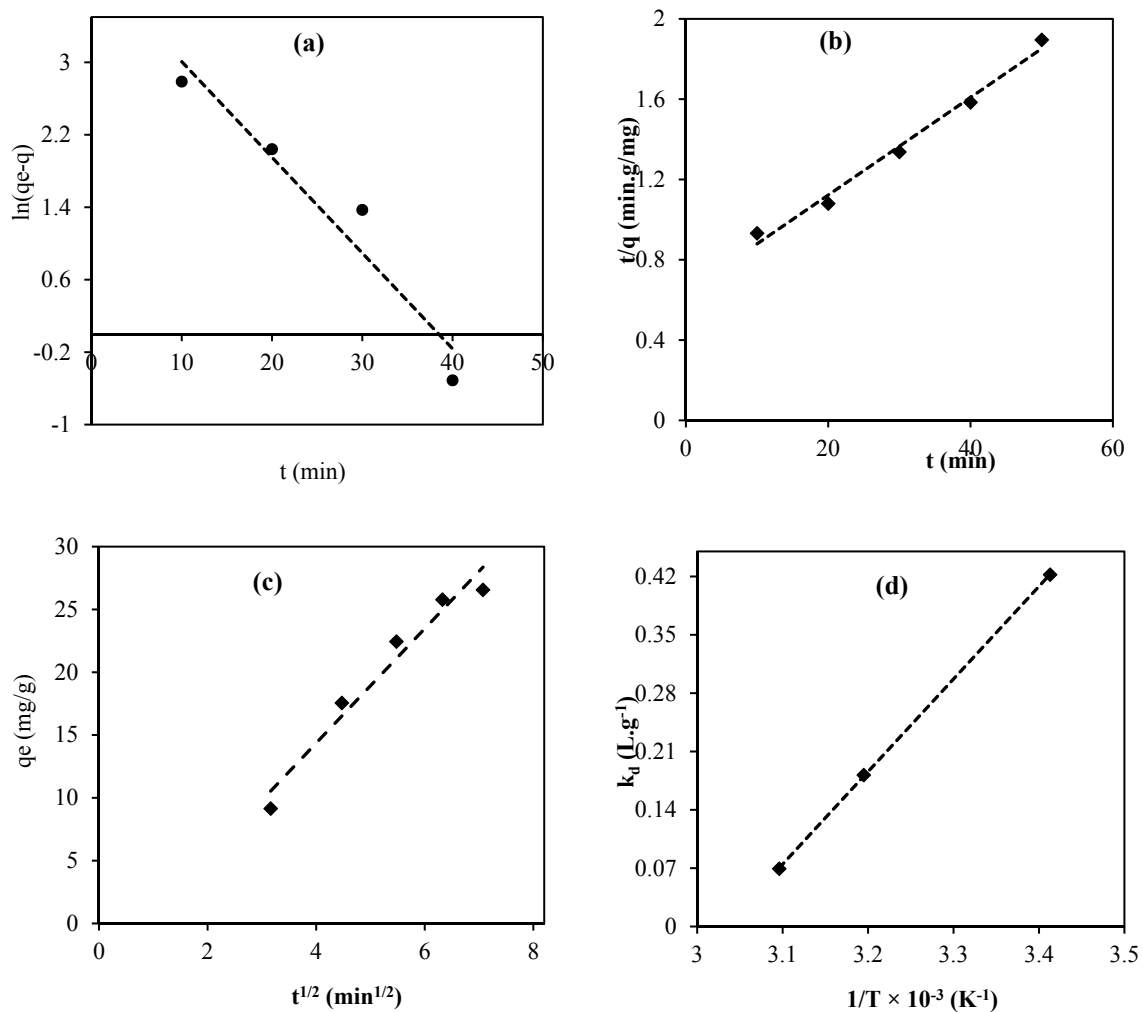 (a)
3
2.2
1.4
0.6
-0.2
-1
0 10 20 30 40 50
ln(qe-q)
t (min)
(b)
2
1.6
1.2
0.8
0.4
0
0 20 40 60
t/q (min.g/mg)
t (min)
(c)
30
25
20
15
10
5
0
0 2 4 6 8
qe (mg/g)
t^{1/2} (min^{1/2})
(d)
0.42
0.35
0.28
0.21
0.14
0.07
0
3 3.1 3.2 3.3 3.4 3.5
k_d (L.g^{-1})
1/T × 10^{-3} (K^{-1})